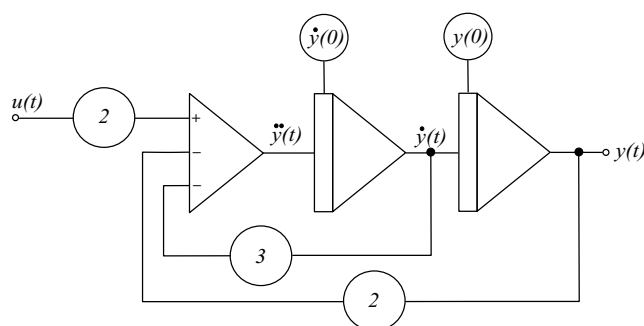 ẏ(0)
y(0)
u(t)
2
+
−
−
ÿ(t)
ẏ(t)
y(t)
3
2